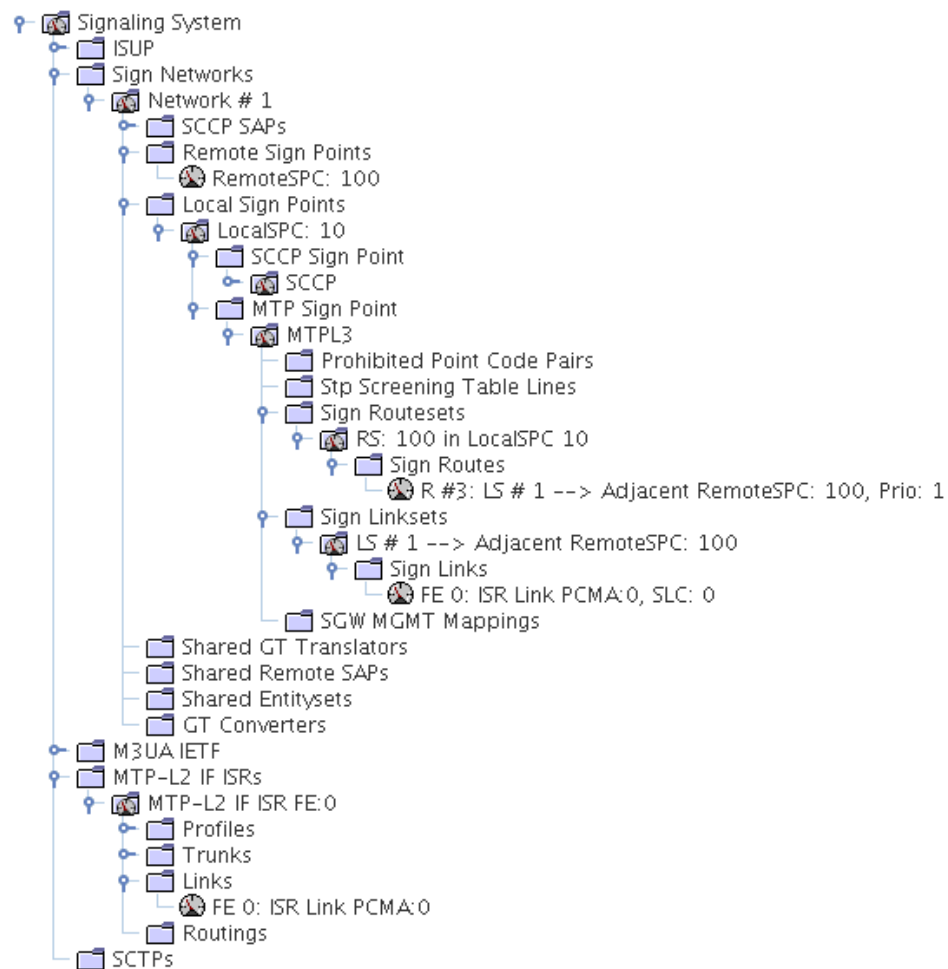 Signaling System
ISUP
Sign Networks
Network # 1
SCCP SAPs
Remote Sign Points
RemoteSPC: 100
Local Sign Points
LocalSPC: 10
SCCP Sign Point
SCCP
MTP Sign Point
MTPL3
Prohibited Point Code Pairs
Stp Screening Table Lines
Sign Routesets
RS: 100 in LocalSPC 10
Sign Routes
R #3: LS # 1 --> Adjacent RemoteSPC: 100, Prio: 1
Sign Linksets
LS # 1 --> Adjacent RemoteSPC: 100
Sign Links
FE 0: ISR Link PCMA:0, SLC: 0
SGW MGMT Mappings
Shared GT Translators
Shared Remote SAPs
Shared Entitysets
GT Converters
M3UA IETF
MTP-L2 IF ISRs
MTP-L2 IF ISR FE:0
Profiles
Trunks
Links
FE 0: ISR Link PCMA:0
Routings
SCTPs